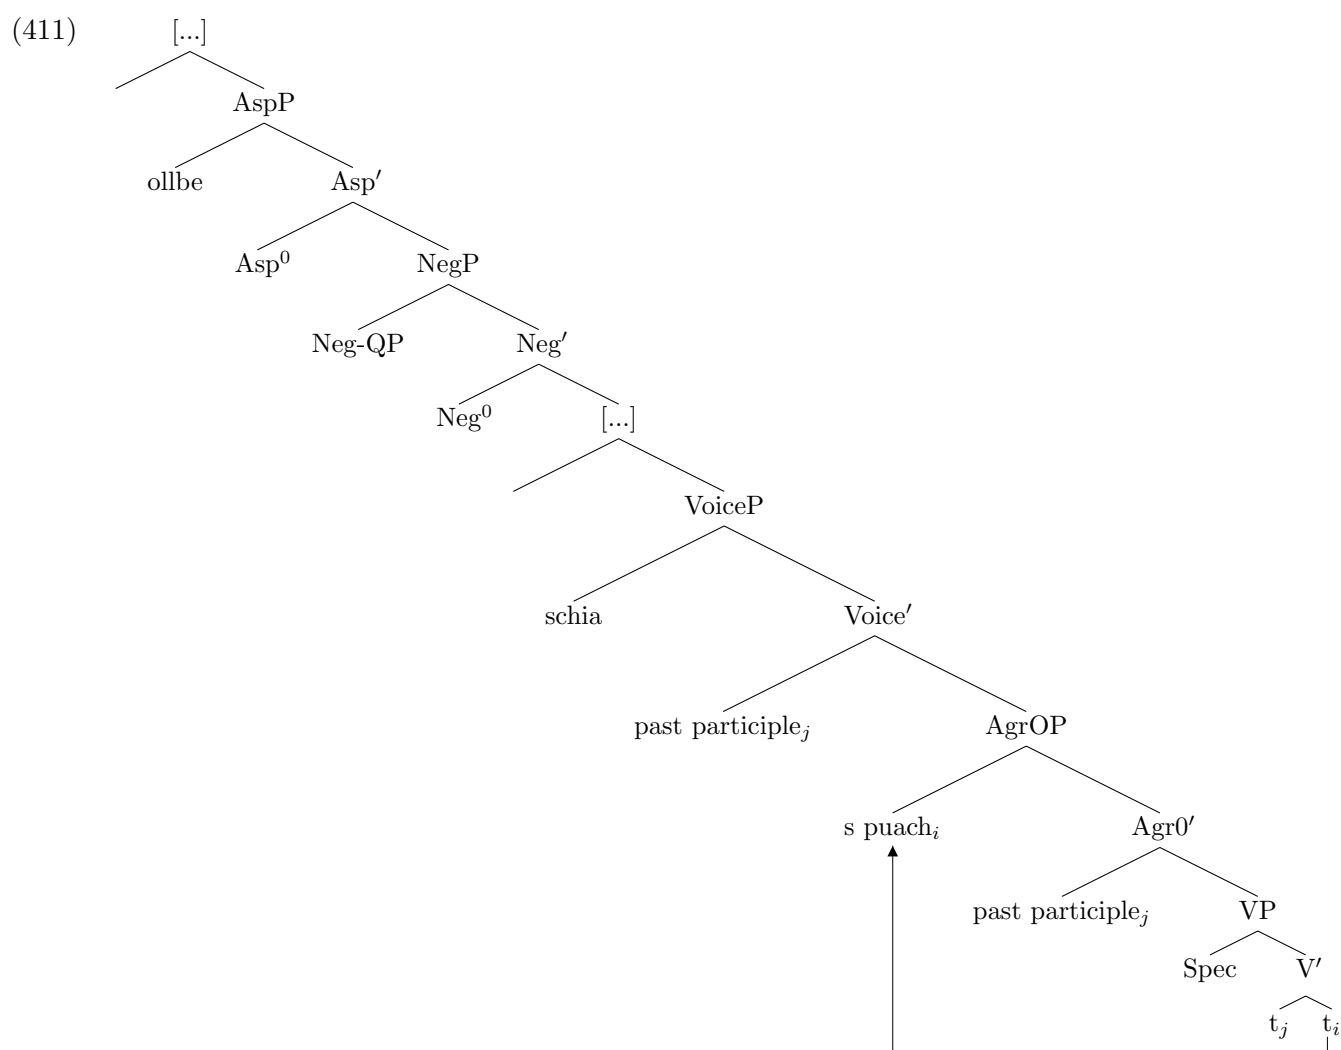 (411) [...]
AspP
ollbe Asp′
Asp⁰ NegP
Neg-QP Neg′
Neg⁰ [...]
VoiceP
schia Voice′
past participleⱼ AgrOP
s puachᵢ Agr0′
past participleⱼ VP
Spec V′
tⱼ tᵢ